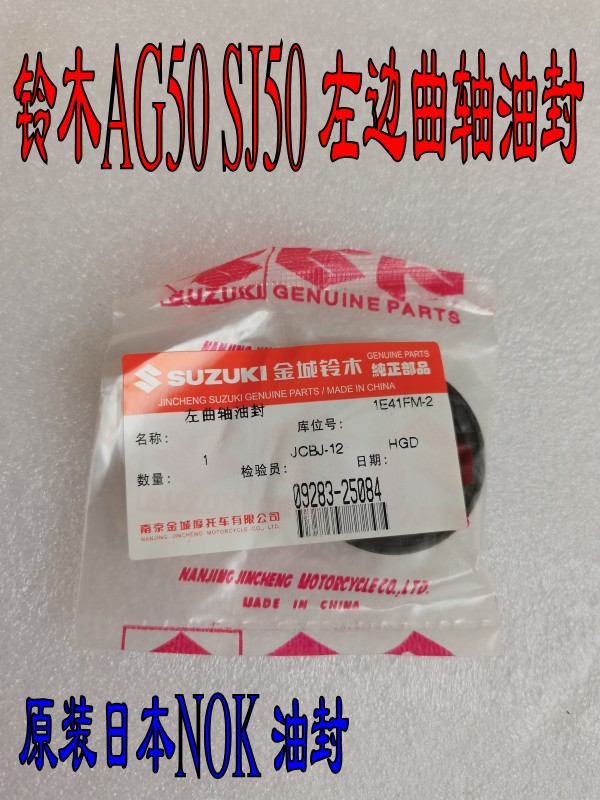 铃木AG50 SJ50 左边曲轴油封
SUZUKI GENUINE PARTS
SUZUKI 金城铃木 GENUINE PARTS 純正部品
JINCHENG SUZUKI GENUINE PARTS / MADE IN CHINA
名称: 左曲轴油封 库位号: 1E41FM-2
数量: 1 检验员: JCBJ-12 日期: HGD
09283-25084
南京金城摩托车有限公司
NANJING JINCHENG MOTORCYCLE CO., LTD.
NANJING JINCHENG MOTORCYCLE CO., LTD.
MADE IN CHINA
原装日本NOK 油封